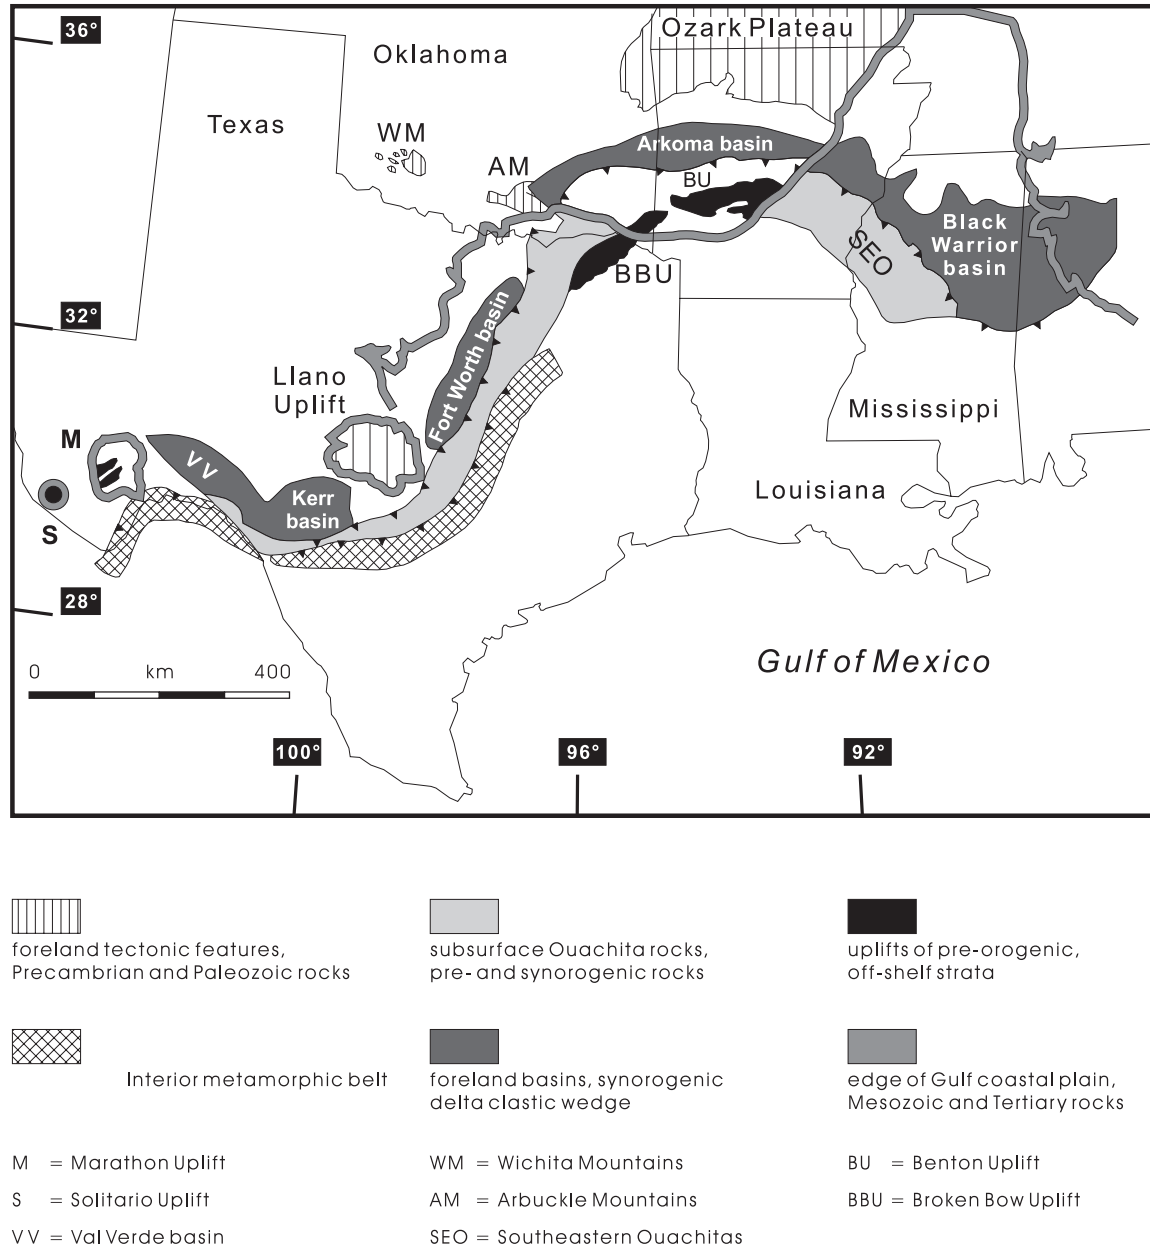 36°
Ozark Plateau
Oklahoma
Texas
WM
AM
Arkoma basin
BU
Black
Warrior
basin
SEO
BBU
32°
Fort Worth basin
Llano
Uplift
Mississippi
M
V V
Kerr
basin
Louisiana
S
28°
Gulf of Mexico
0 km 400
100° 96° 92°
foreland tectonic features,
Precambrian and Paleozoic rocks
subsurface Ouachita rocks,
pre- and synorogenic rocks
uplifts of pre-orogenic,
off-shelf strata
Interior metamorphic belt
foreland basins, synorogenic
delta clastic wedge
edge of Gulf coastal plain,
Mesozoic and Tertiary rocks
M = Marathon Uplift
S = Solitario Uplift
V V = Val Verde basin
WM = Wichita Mountains
AM = Arbuckle Mountains
SEO = Southeastern Ouachitas
BU = Benton Uplift
BBU = Broken Bow Uplift